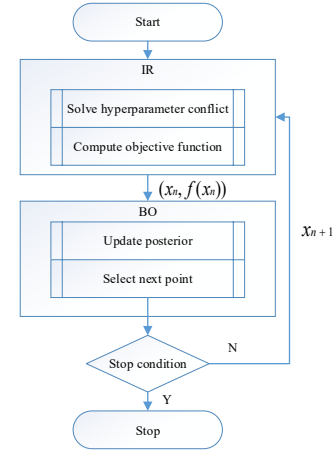 Start
IR
Solve hyperparameter conflict
Compute objective function
(xₙ, f(xₙ))
BO
Update posterior
Select next point
xₙ₊₁
Stop condition
N
Y
Stop